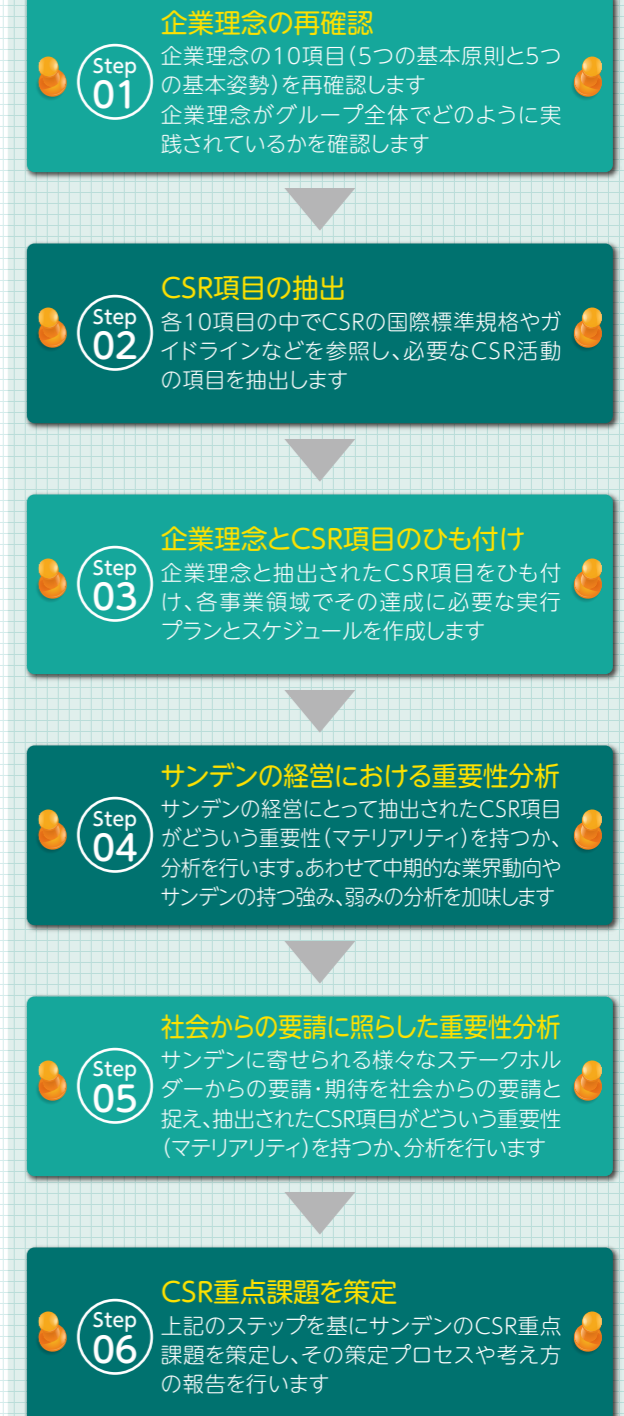 企業理念の再確認
Step
01
企業理念の10項目(5つの基本原則と5つ
の基本姿勢)を再確認します
企業理念がグループ全体でどのように実
践されているかを確認します
CSR項目の抽出
Step
02
各10項目の中でCSRの国際標準規格やガ
イドラインなどを参照し、必要なCSR活動
の項目を抽出します
企業理念とCSR項目のひも付け
Step
03
企業理念と抽出されたCSR項目をひも付
け、各事業領域でその達成に必要な実行
プランとスケジュールを作成します
サンデンの経営における重要性分析
Step
04
サンデンの経営にとって抽出されたCSR項目
がどういう重要性(マテリアリティ)を持つか、
分析を行います。あわせて中期的な業界動向や
サンデンの持つ強み、弱みの分析を加味します
社会からの要請に照らした重要性分析
Step
05
サンデンに寄せられる様々なステークホル
ダーからの要請・期待を社会からの要請と
捉え、抽出されたCSR項目がどういう重要性
(マテリアリティ)を持つか、分析を行います
CSR重点課題を策定
Step
06
上記のステップを基にサンデンのCSR重点
課題を策定し、その策定プロセスや考え方
の報告を行います